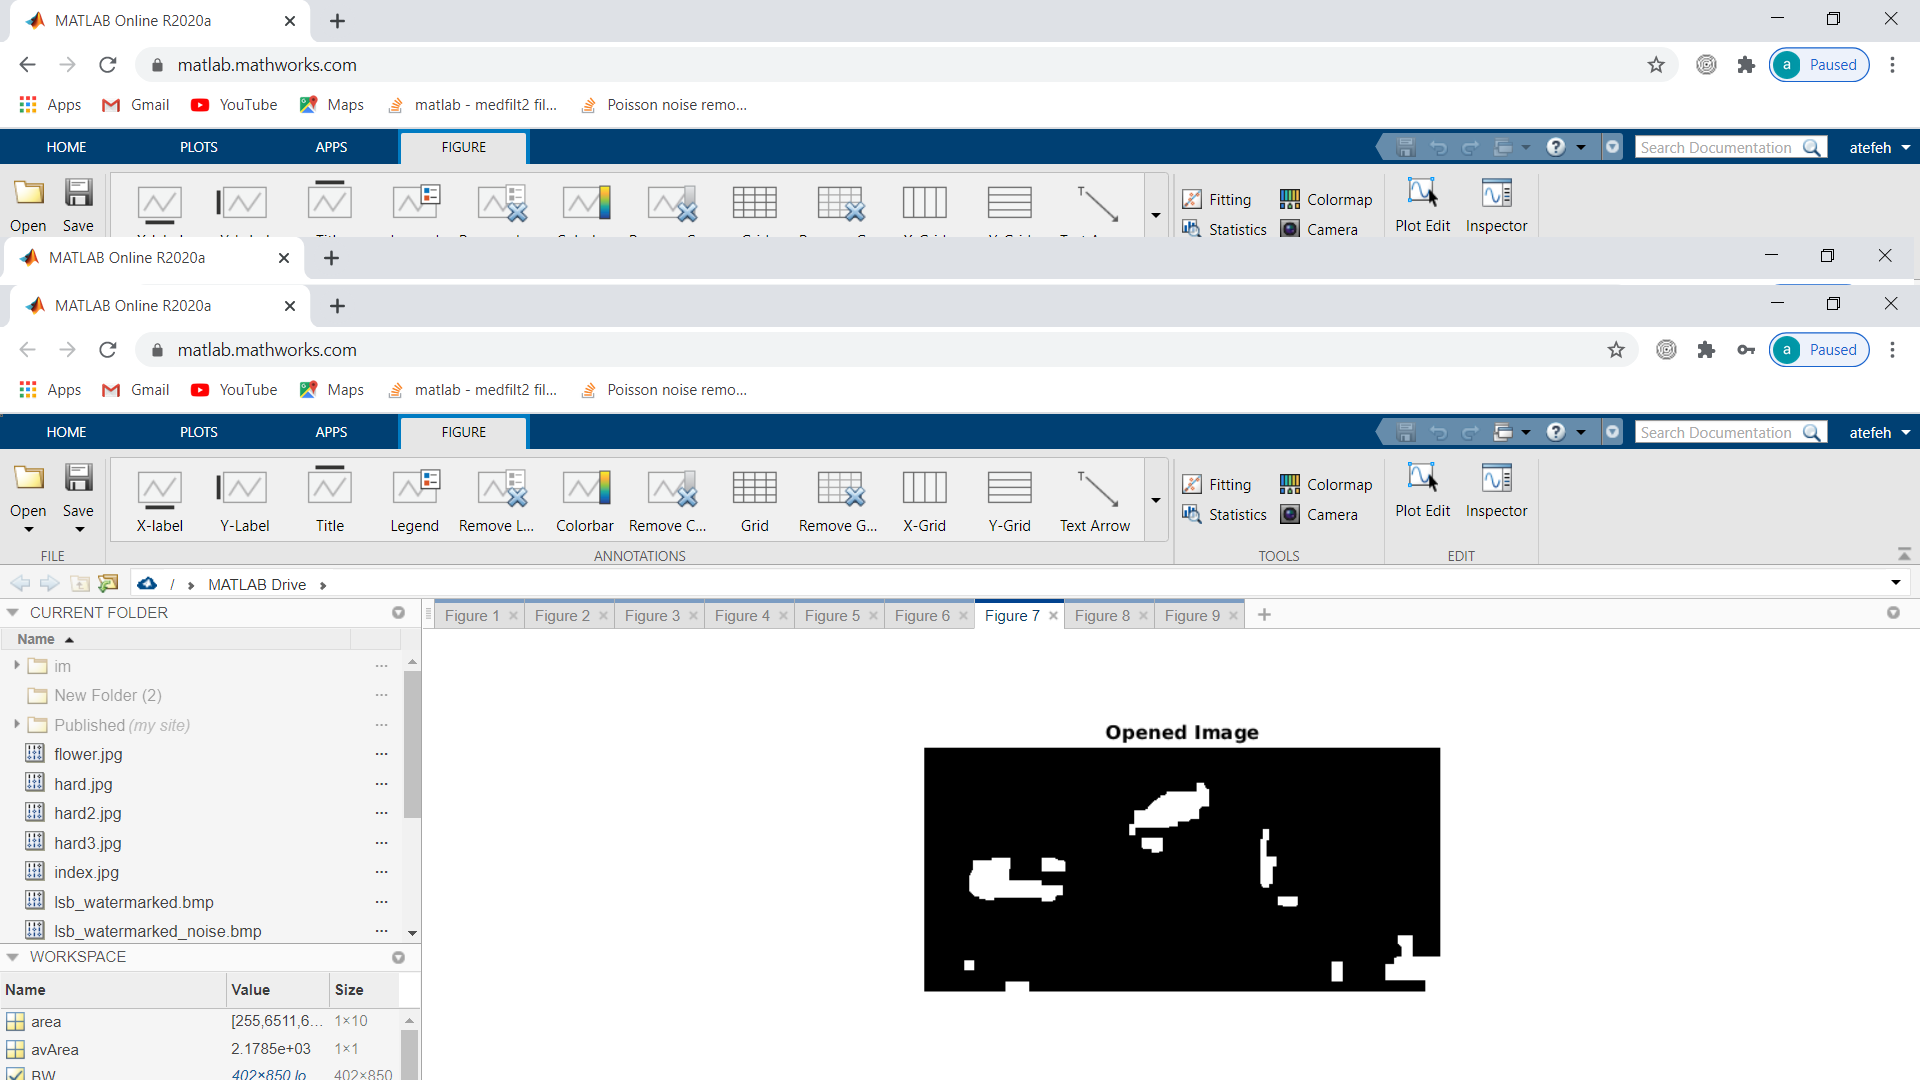 MATLAB Online R2020a
matlab.mathworks.com
a Paused
Apps Gmail YouTube Maps matlab - medfilt2 fil... Poisson noise remo...
HOME PLOTS APPS FIGURE Search Documentation atefeh
Fitting Colormap
Open Save Plot Edit Inspector
Statistics Camera
MATLAB Online R2020a
MATLAB Online R2020a
matlab.mathworks.com
a Paused
Apps Gmail YouTube Maps matlab - medfilt2 fil... Poisson noise remo...
HOME PLOTS APPS FIGURE Search Documentation atefeh
Fitting Colormap
Open Save Plot Edit Inspector
Statistics Camera
X-label Y-Label Title Legend Remove L... Colorbar Remove C... Grid Remove G... X-Grid Y-Grid Text Arrow
FILE ANNOTATIONS TOOLS EDIT
/ MATLAB Drive
CURRENT FOLDER
Figure 1 Figure 2 Figure 3 Figure 4 Figure 5 Figure 6 Figure 7 Figure 8 Figure 9
Name
im
New Folder (2)
Published (my site)
flower.jpg
hard.jpg
hard2.jpg
hard3.jpg
index.jpg
lsb_watermarked.bmp
lsb_watermarked_noise.bmp
Opened Image
WORKSPACE
Name Value Size
area [255,6511,6... 1×10
avArea 2.1785e+03 1×1
BW 402×850 lo 402×850